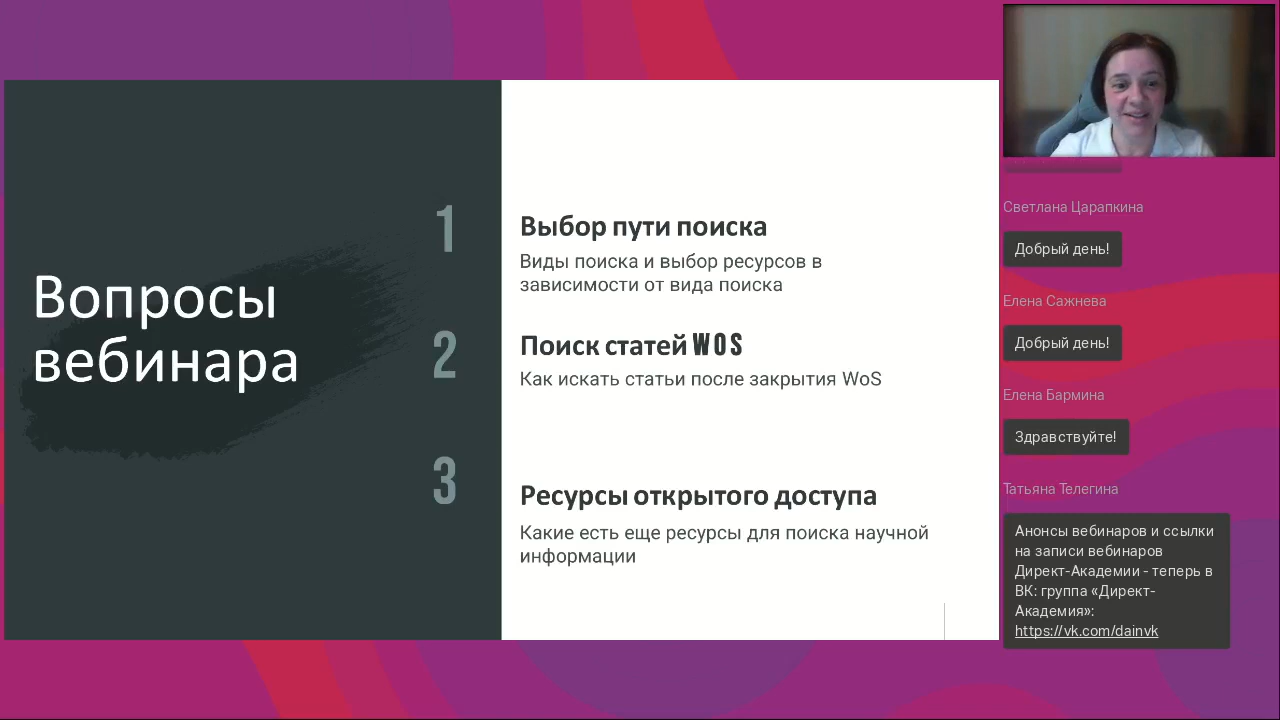 Вопросы
вебинара
1
Выбор пути поиска
Виды поиска и выбор ресурсов в
зависимости от вида поиска
2
Поиск статей WOS
Как искать статьи после закрытия WoS
3
Ресурсы открытого доступа
Какие есть еще ресурсы для поиска научной
информации
Светлана Царапкина
Добрый день!
Елена Сажнева
Добрый день!
Елена Бармина
Здравствуйте!
Татьяна Телегина
Анонсы вебинаров и ссылки
на записи вебинаров
Директ-Академии - теперь в
ВК: группа «Директ-
Академия»:
https://vk.com/dainvk